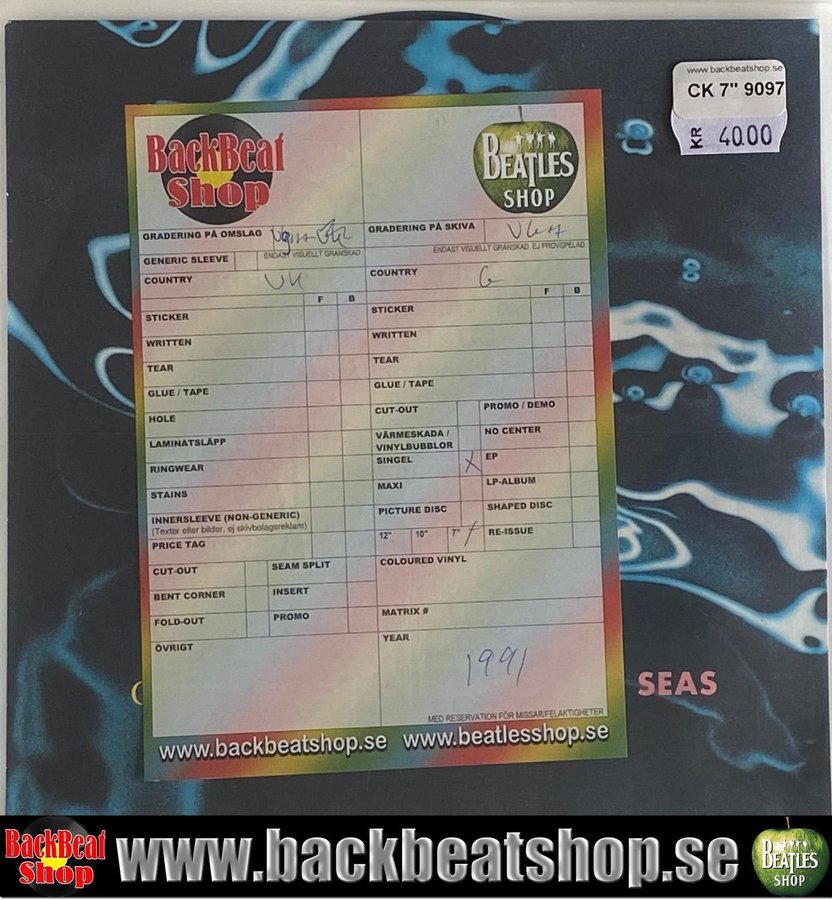 www.backbeatshop.se
CK 7" 9097
KR 40.00
BackBeat
Shop
BEATLES
SHOP
GRADERING PÅ OMSLAG
ENDAST VISUELLT GRANSKAD
GENERIC SLEEVE
COUNTRY UK
F B
STICKER
WRITTEN
TEAR
GLUE / TAPE
HOLE
LAMINATSLÄPP
RINGWEAR
STAINS
INNERSLEEVE (NON-GENERIC)
(Texter eller bilder, ej skivbolagsreklam)
PRICE TAG
CUT-OUT SEAM SPLIT
BENT CORNER INSERT
FOLD-OUT PROMO
ÖVRIGT
GRADERING PÅ SKIVA
ENDAST VISUELLT GRANSKAD, EJ PROVSPELAD
COUNTRY
F B
STICKER
WRITTEN
TEAR
GLUE / TAPE
CUT-OUT PROMO / DEMO
VÄRMESKADA /
VINYLBUBBLOR NO CENTER
SINGEL X EP
MAXI LP-ALBUM
PICTURE DISC SHAPED DISC
12" 10" 7" / RE-ISSUE
COLOURED VINYL
MATRIX #
YEAR
1991
MED RESERVATION FÖR MISSAR/FELAKTIGHETER
www.backbeatshop.se www.beatlesshop.se
SEAS
BackBeat
Shop
www.backbeatshop.se
BEATLES
SHOP